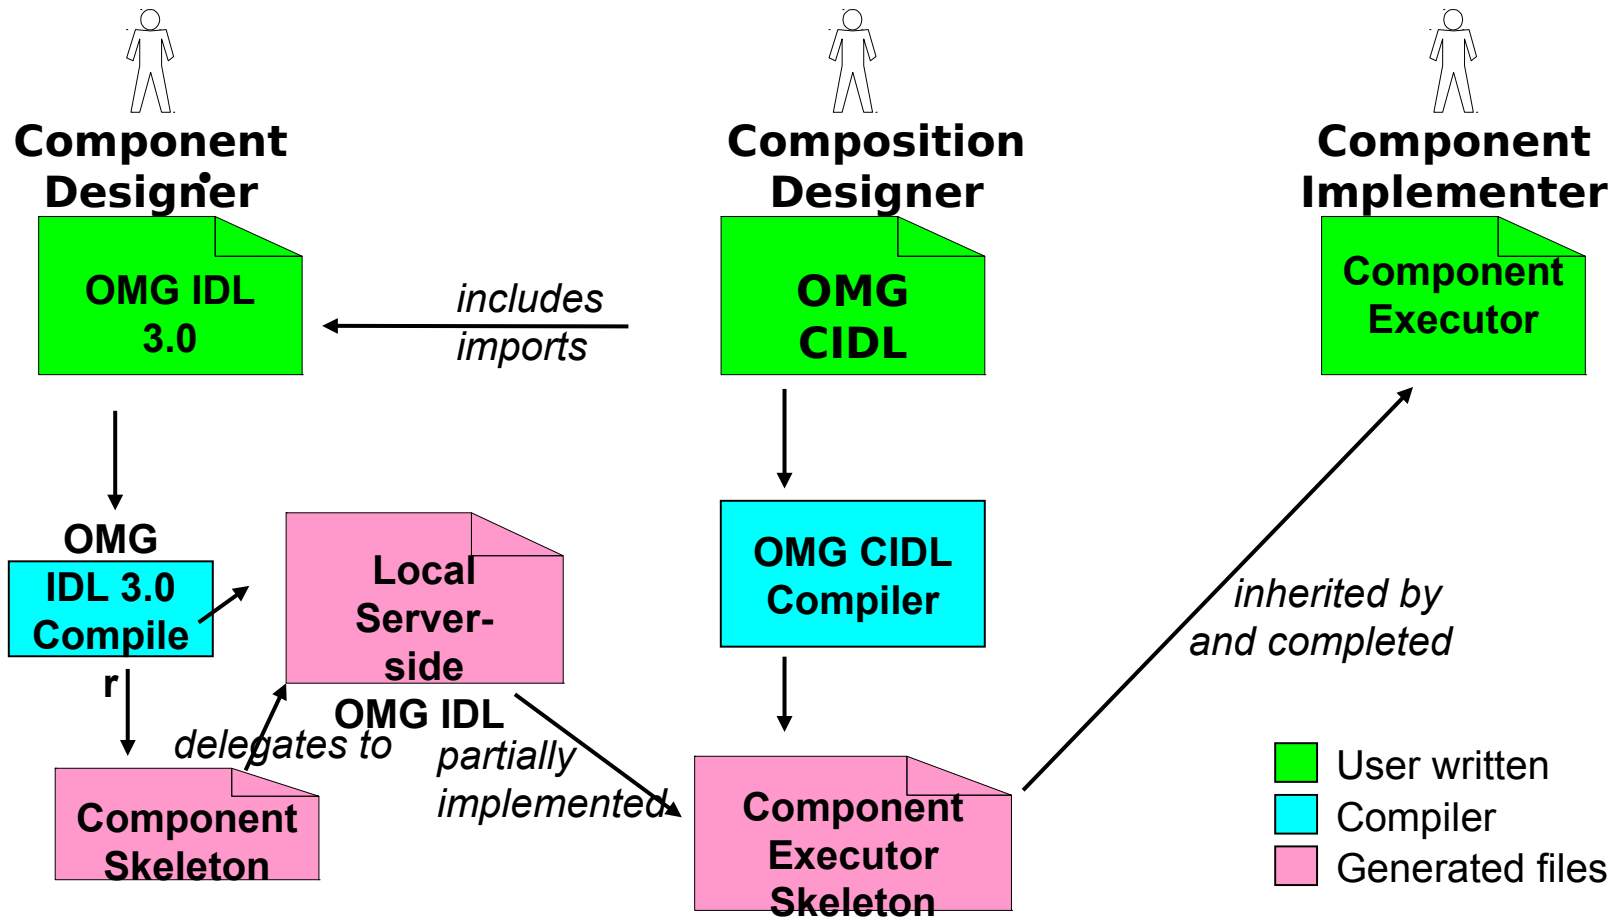 Component
Designer
Composition
Designer
Component
Implementer
OMG IDL
3.0
includes
imports
OMG
CIDL
Component
Executor
OMG
IDL 3.0
Compile
r
Local
Server-
side
OMG IDL
OMG CIDL
Compiler
inherited by
and completed
delegates to
partially
implemented
Component
Skeleton
Component
Executor
Skeleton
User written
Compiler
Generated files